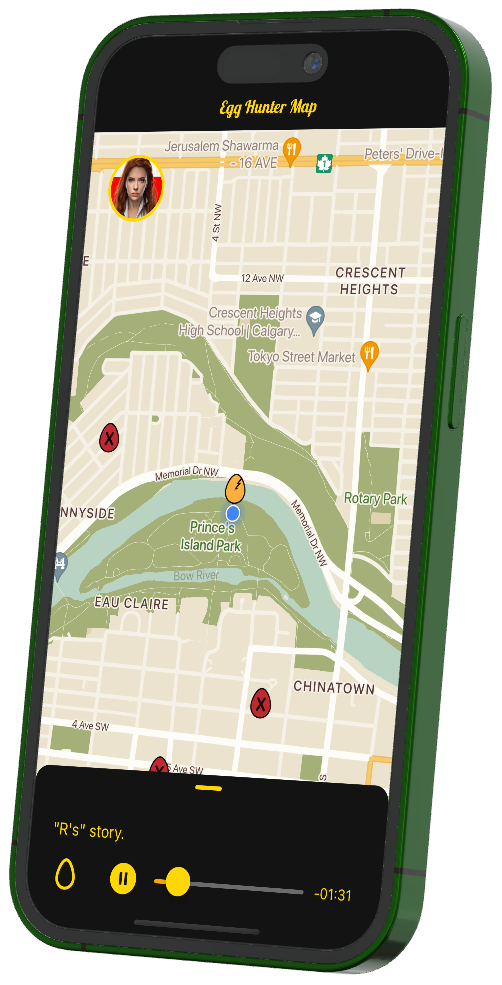 Egg Hunter Map
Jerusalem Shawarma
- 16 AVE
1
Peters' Drive-I
4 St NW
E
12 Ave NW
CRESCENT
HEIGHTS
Crescent Heights
High School | Calgary...
Tokyo Street Market
X
Memorial Dr NW
NNYSIDE
Prince's
Island Park
Memorial Dr NW
Rotary Park
Bow River
EAU CLAIRE
CHINATOWN
X
4 Ave SW
X
5 Ave SW
S
"R's" story.
-01:31